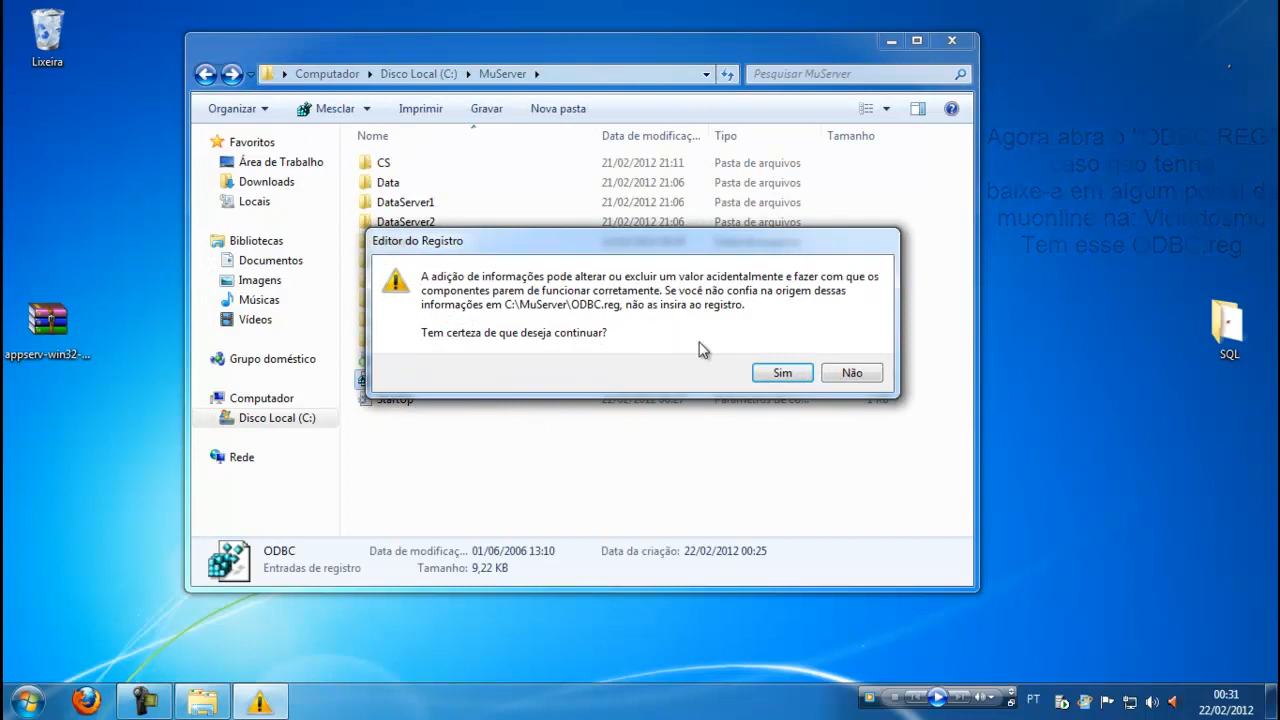 Lixeira
Computador
Disco Local (C:)
MuServer
Pesquisar MuServer
Organizar
Mesclar
Imprimir
Gravar
Nova pasta
Nome
Data de modificaç...
Tipo
Tamanho
Favoritos
Área de Trabalho
Downloads
Locais
Bibliotecas
Documentos
Imagens
Músicas
Vídeos
Grupo doméstico
Computador
Disco Local (C:)
Rede
CS 21/02/2012 21:11 Pasta de arquivos
Data 21/02/2012 21:06 Pasta de arquivos
DataServer1 21/02/2012 21:06 Pasta de arquivos
DataServer2 21/02/2012 21:06 Pasta de arquivos
Editor do Registro
A adição de informações pode alterar ou excluir um valor acidentalmente e fazer com que os
componentes parem de funcionar corretamente. Se você não confia na origem dessas
informações em C:\MuServer\ODBC.reg, não as insira ao registro.
Tem certeza de que deseja continuar?
Sim
Não
StartUp
ODBC
Entradas de registro
Data de modificaç... 01/06/2006 13:10
Tamanho: 9,22 KB
Data da criação: 22/02/2012 00:25
Agora abra o "ODBC.REG"
caso não tenha
baixe-a em algum portal d
muonline na: Viciadosmu
Tem esse ODBC.reg
appserv-win32-...
SQL
PT
00:31
22/02/2012